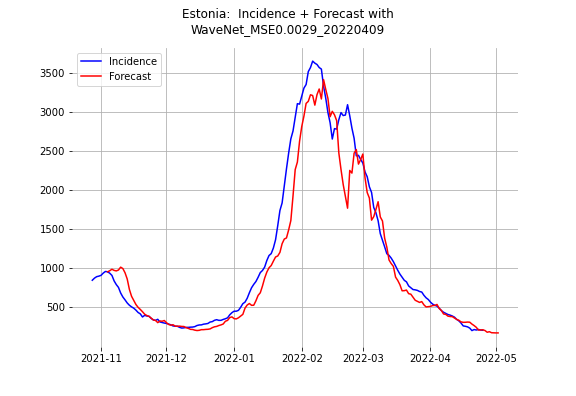 Estonia:  Incidence + Forecast with
WaveNet_MSE0.0029_20220409
Incidence
Forecast
3500
3000
2500
2000
1500
1000
500
2021-11 2021-12 2022-01 2022-02 2022-03 2022-04 2022-05